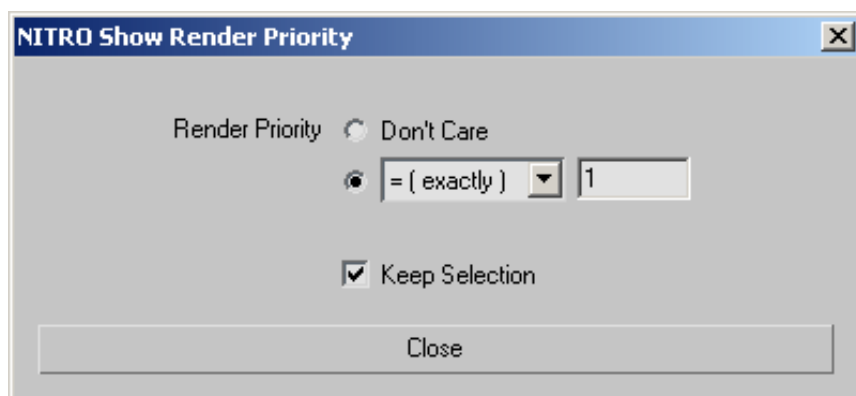 NITRO Show Render Priority
Render Priority Don't Care
= ( exactly ) 1
Keep Selection
Close